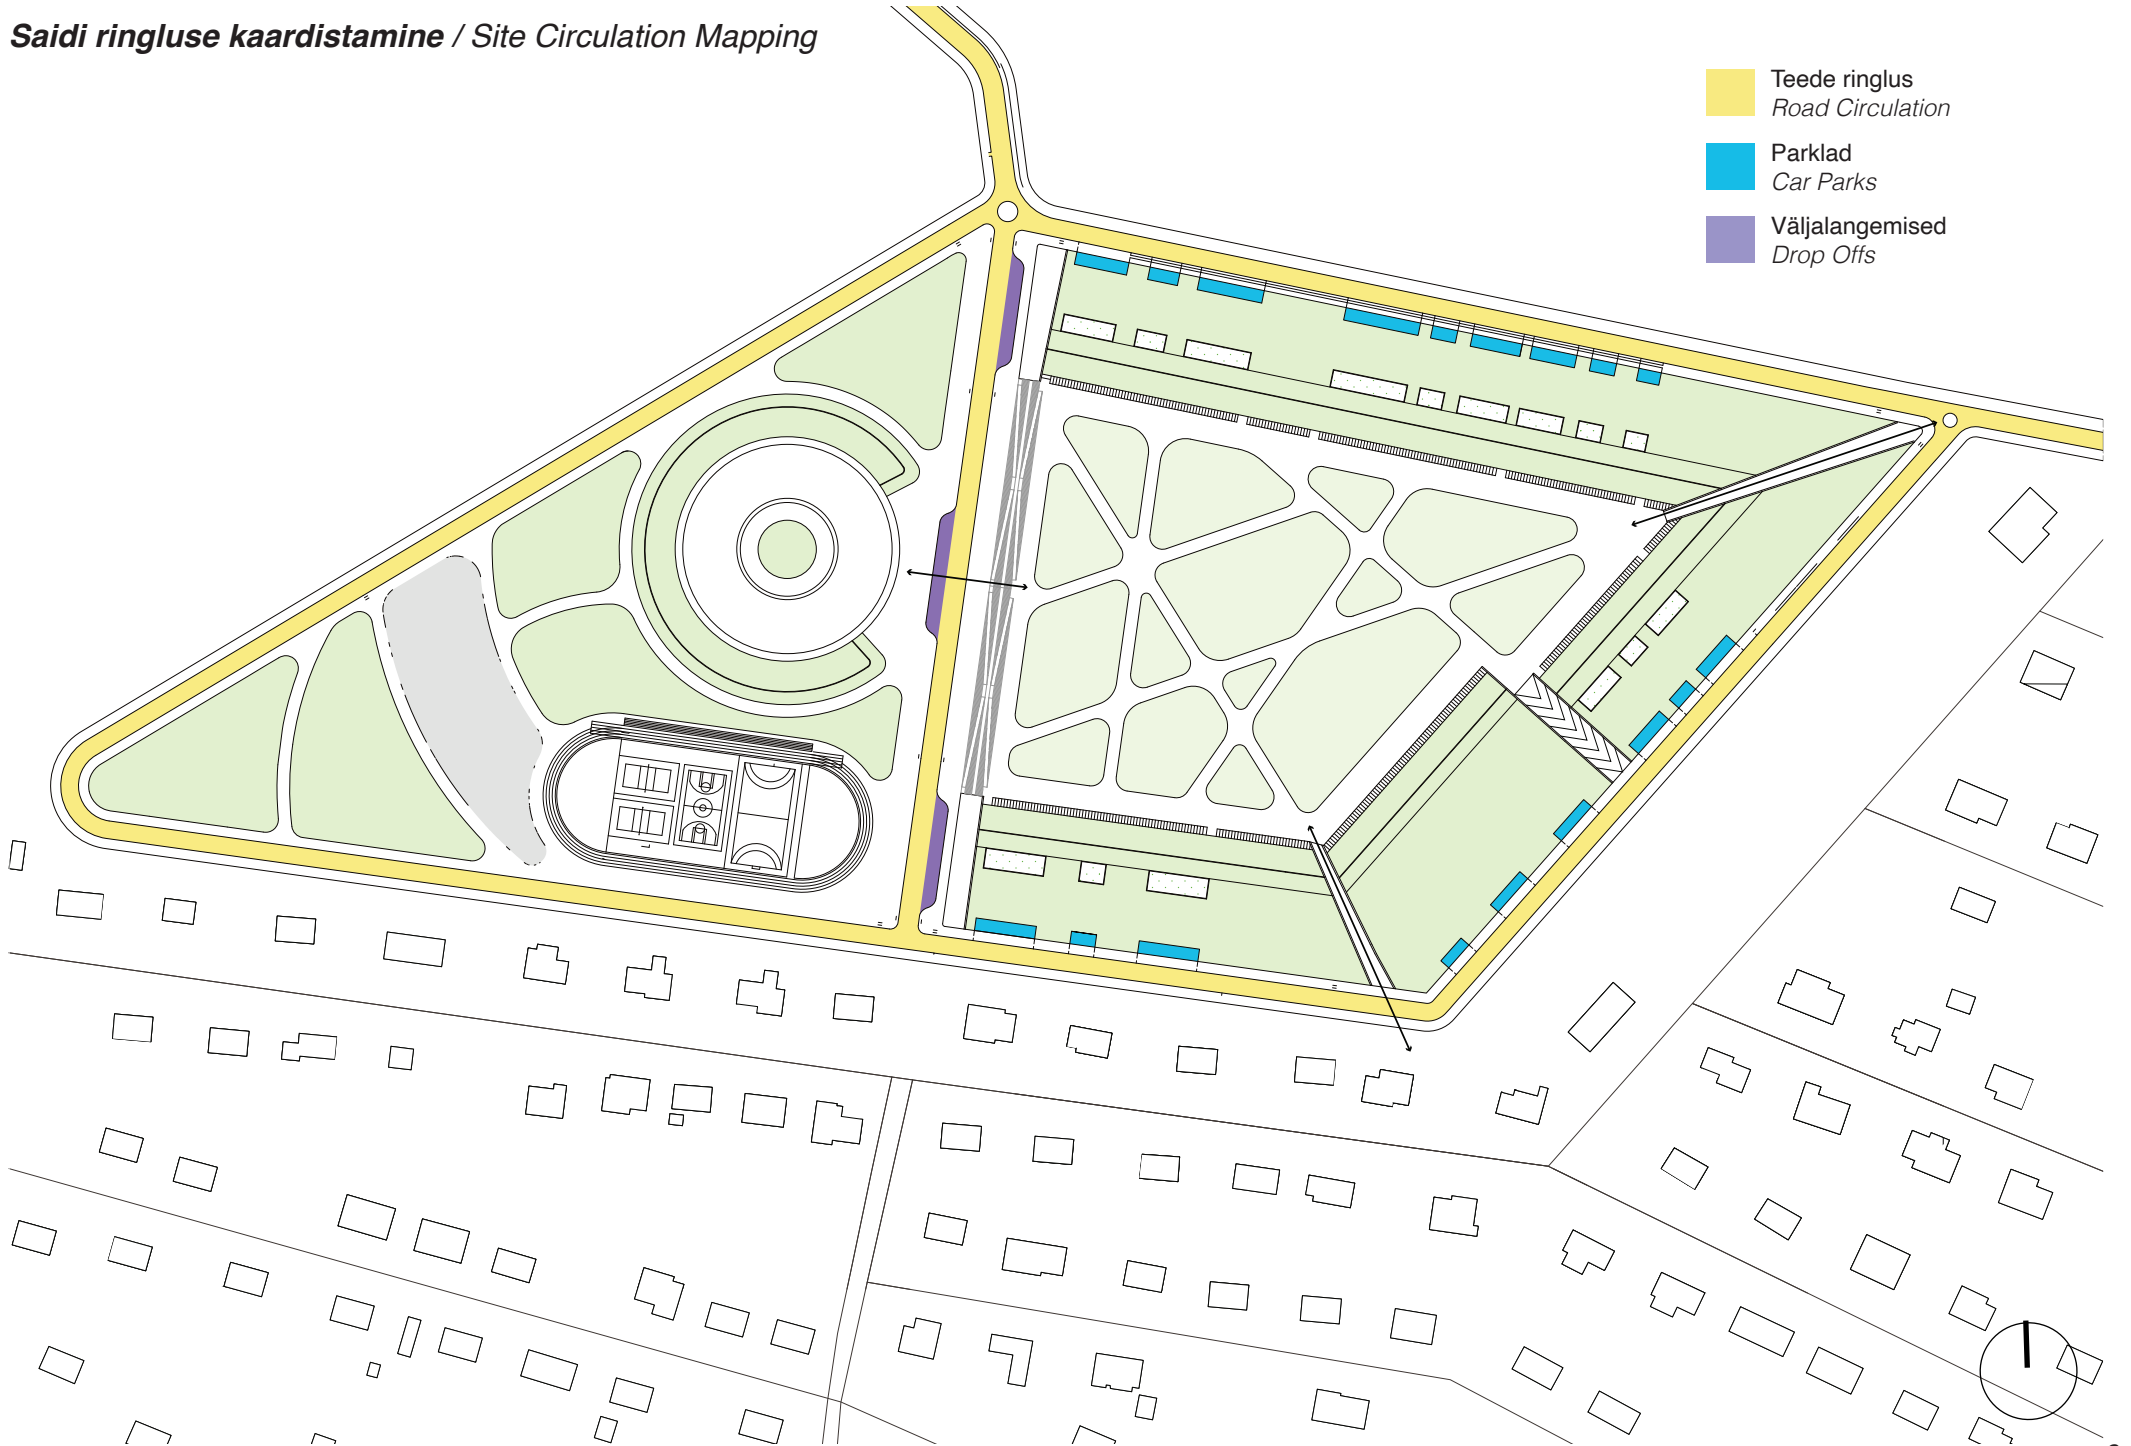 Saidi ringluse kaardistamine / Site Circulation Mapping
Teede ringlus
Road Circulation
Parklad
Car Parks
Väljalangemised
Drop Offs